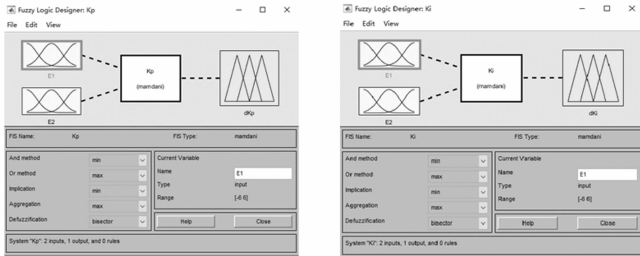 Fuzzy Logic Designer: Kp
File Edit View
E1
Kp
(mamdani)
E2
dKp
FIS Name: Kp FIS Type: mamdani
And method min
Or method max
Implication min
Aggregation max
Defuzzification bisector
Current Variable
Name E1
Type input
Range [-6 6]
Help Close
System "Kp": 2 inputs, 1 output, and 0 rules
Fuzzy Logic Designer: Ki
File Edit View
E1
Ki
(mamdani)
E2
dKi
FIS Name: Ki FIS Type: mamdani
And method min
Or method max
Implication min
Aggregation max
Defuzzification bisector
Current Variable
Name E1
Type input
Range [-6 6]
Help Close
System "Ki": 2 inputs, 1 output, and 0 rules